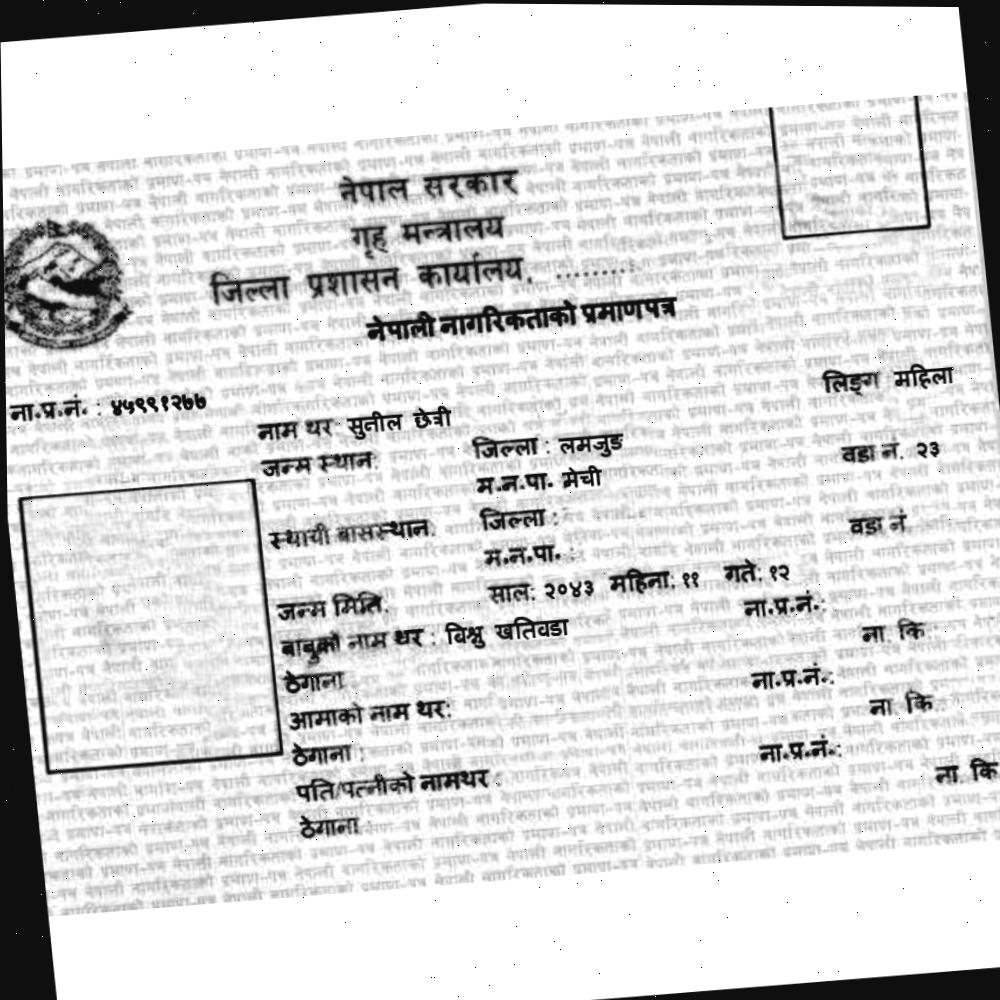 नेपाल सरकार
गृह मन्त्रालय
जिल्ला प्रशासन कार्यालय, .........
नेपाली नागरिकताको प्रमाणपत्र
लिङ्ग महिला
ना.प्र.नं. : ४५९९१२७७
नाम थर: सुनील छेत्री
जन्म स्थान: जिल्ला : लमजुङ वडा नं. २३
म.न.पा. मेची
स्थायी बासस्थान: जिल्ला : वडा नं
म.न.पा. :
जन्म मिति: साल: २०४३ महिना: ११ गते: १२
बाबुको नाम थर : विश्नु खतिवडा ना.प्र.नं.:
ठेगाना ना. कि
आमाको नाम थर: ना.प्र.नं.:
ठेगाना : ना. कि
पति/पत्नीको नामथर : ना.प्र.नं.:
ठेगाना ना. कि